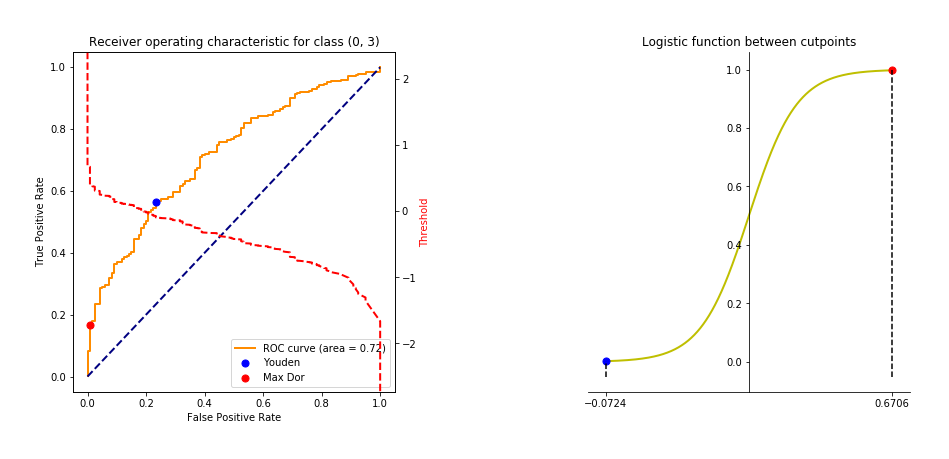 Receiver operating characteristic for class (0, 3)
1.0
0.8
0.6
0.4
0.2
0.0
True Positive Rate
0.0 0.2 0.4 0.6 0.8 1.0
False Positive Rate
2
1
0
−1
−2
Threshold
ROC curve (area = 0.72)
Youden
Max Dor
Logistic function between cutpoints
1.0
0.8
0.6
0.4
0.2
0.0
−0.0724 0.6706